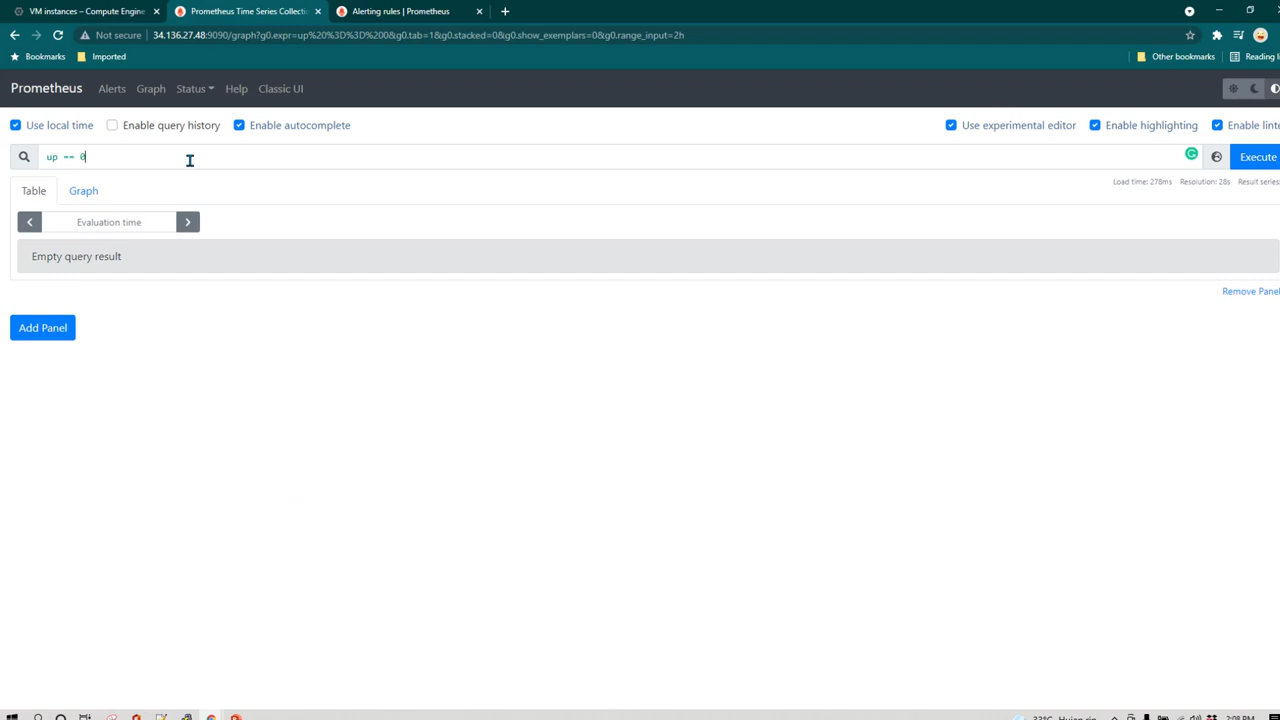 VM instances – Compute Engine
Prometheus Time Series Collectio
Alerting rules | Prometheus
Not secure
34.136.27.48:9090/graph?g0.expr=up%20%3D%3D%200&g0.tab=1&g0.stacked=0&g0.show_exemplars=0&g0.range_input=2h
Bookmarks
Imported
Other bookmarks
Reading li
Prometheus
Alerts
Graph
Status
Help
Classic UI
Use local time
Enable query history
Enable autocomplete
Use experimental editor
Enable highlighting
Enable linte
up == 0
Execute
Load time: 278ms
Resolution: 28s
Result series:
Table
Graph
Evaluation time
Empty query result
Remove Panel
Add Panel